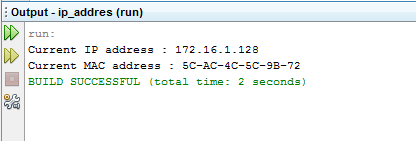 Output - ip_addres (run)
run:
Current IP address : 172.16.1.128
Current MAC address : 5C-AC-4C-5C-9B-72
BUILD SUCCESSFUL (total time: 2 seconds)